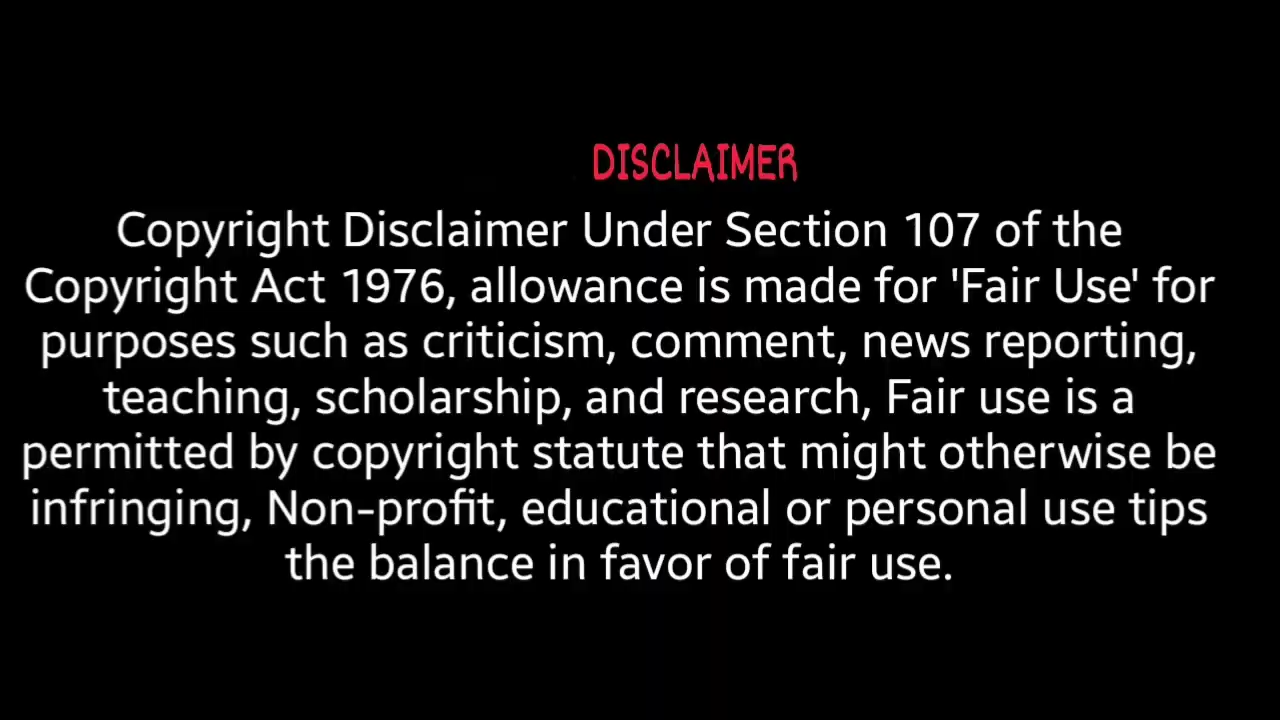 DISCLAIMER
Copyright Disclaimer Under Section 107 of the
Copyright Act 1976, allowance is made for 'Fair Use' for
purposes such as criticism, comment, news reporting,
teaching, scholarship, and research, Fair use is a
permitted by copyright statute that might otherwise be
infringing, Non-profit, educational or personal use tips
the balance in favor of fair use.